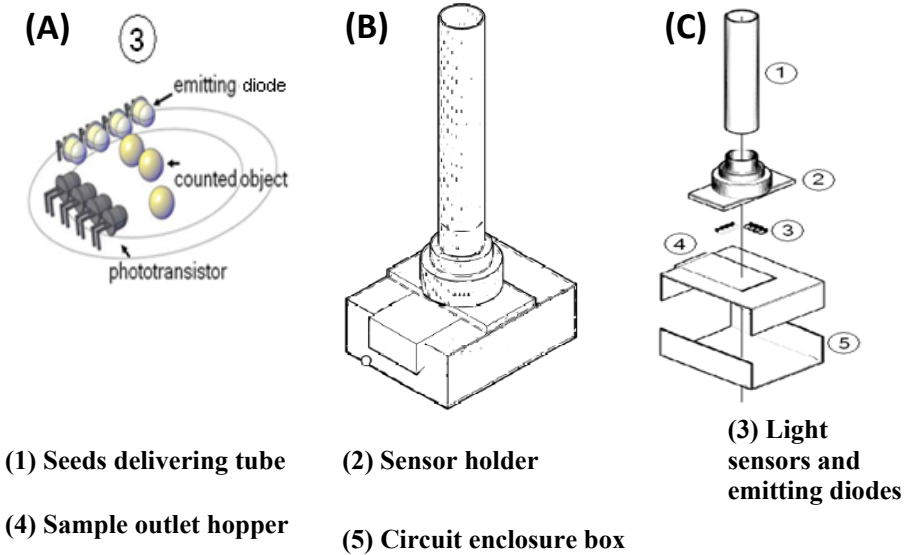 (A)
3
emitting diode
counted object
phototransistor
(B)
(C)
1
2
3
4
5
(1) Seeds delivering tube
(2) Sensor holder
(3) Light
sensors and
emitting diodes
(4) Sample outlet hopper
(5) Circuit enclosure box